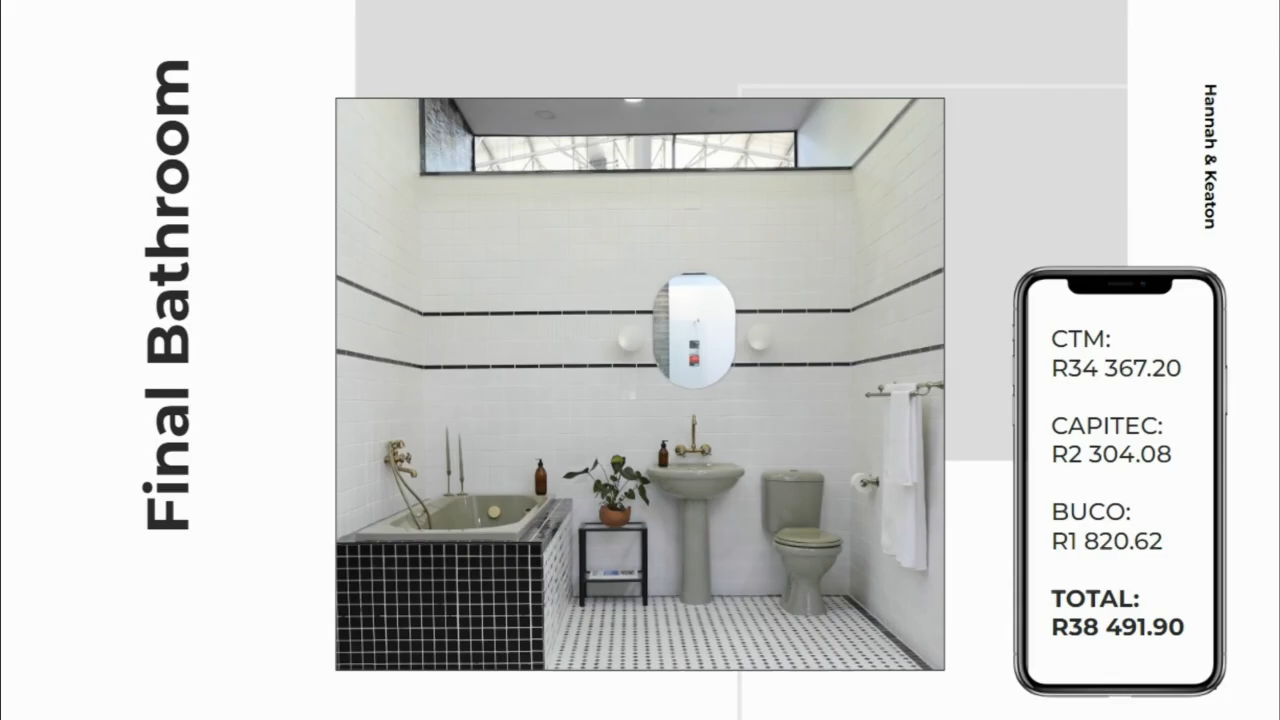 Final Bathroom
Hannah & Keaton
CTM:
R34 367.20
CAPITEC:
R2 304.08
BUCO:
R1 820.62
TOTAL:
R38 491.90